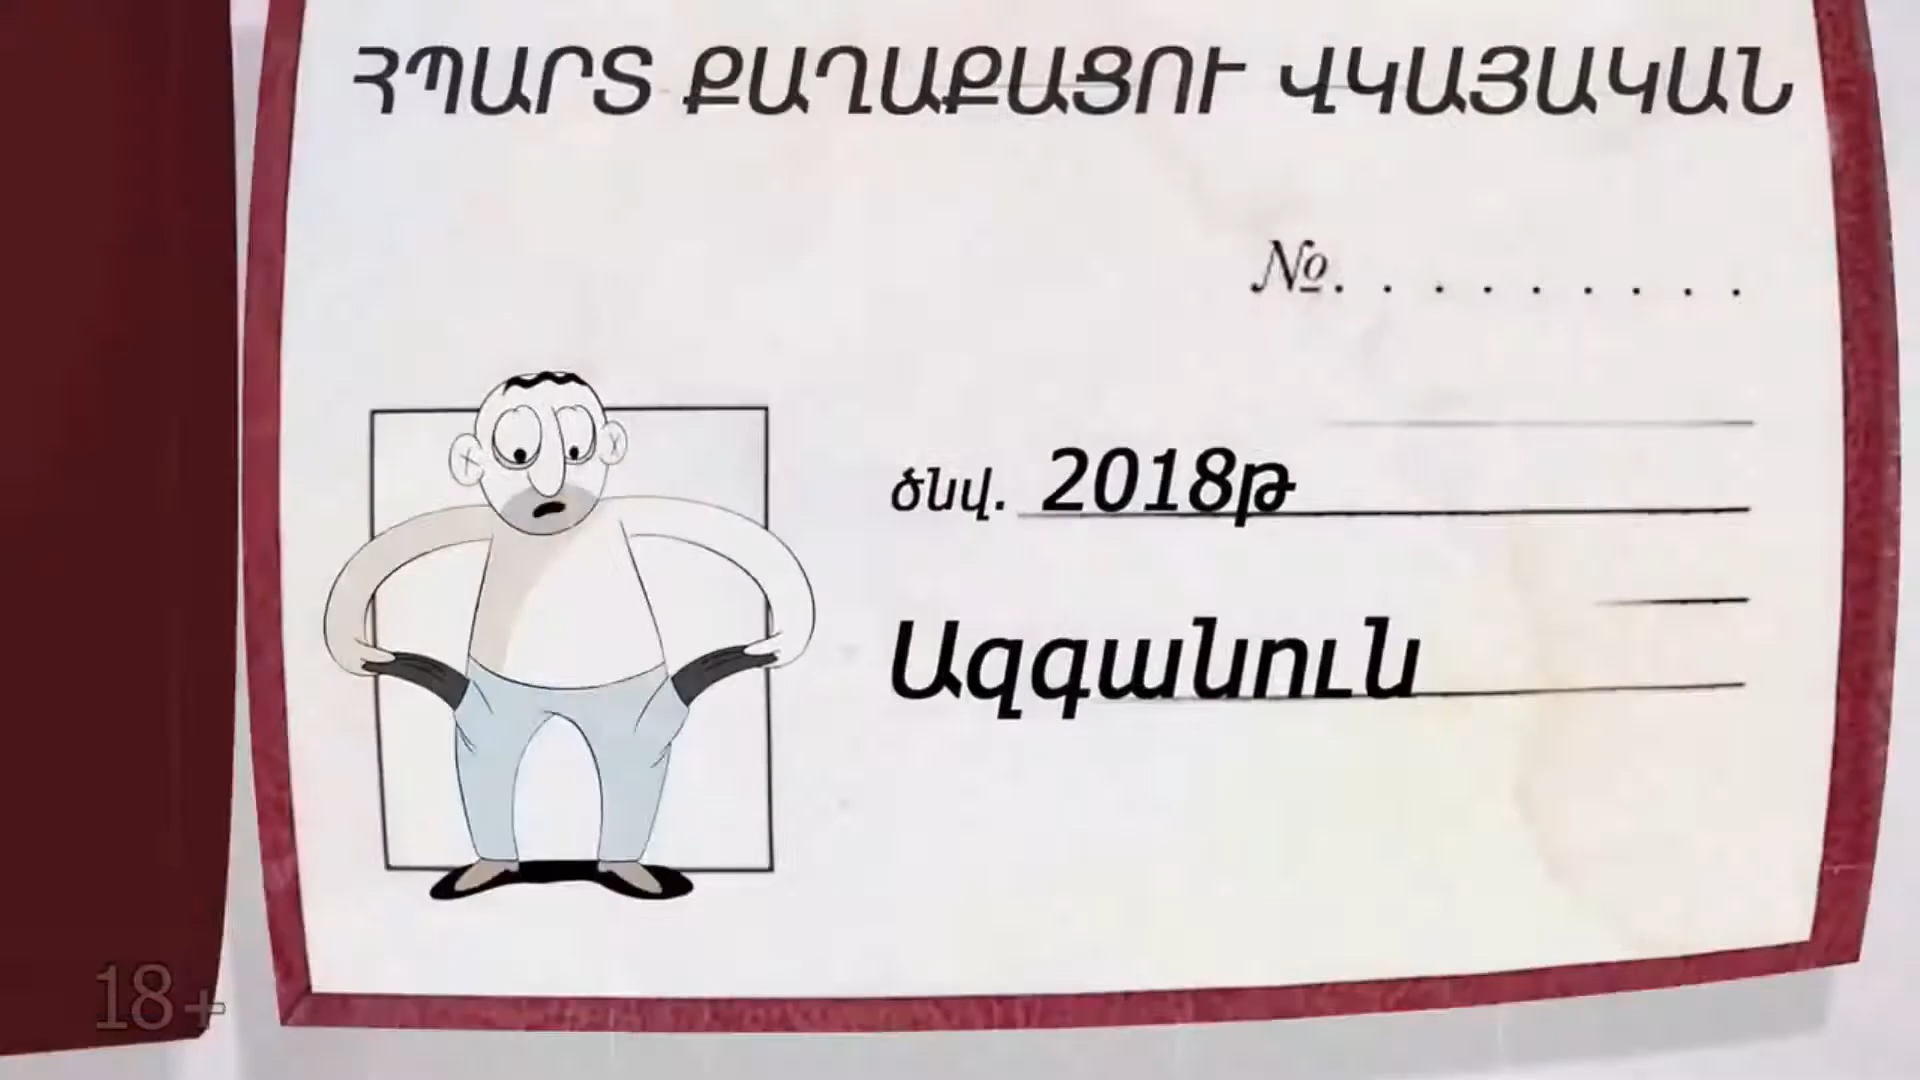 ՀՊԱՐՏ ՔԱՂԱՔԱՑՈՒ ՎԿԱՅԱԿԱՆ
№. . . . . . . . .
ծնվ. 2018թ
Ազգանուն
18+